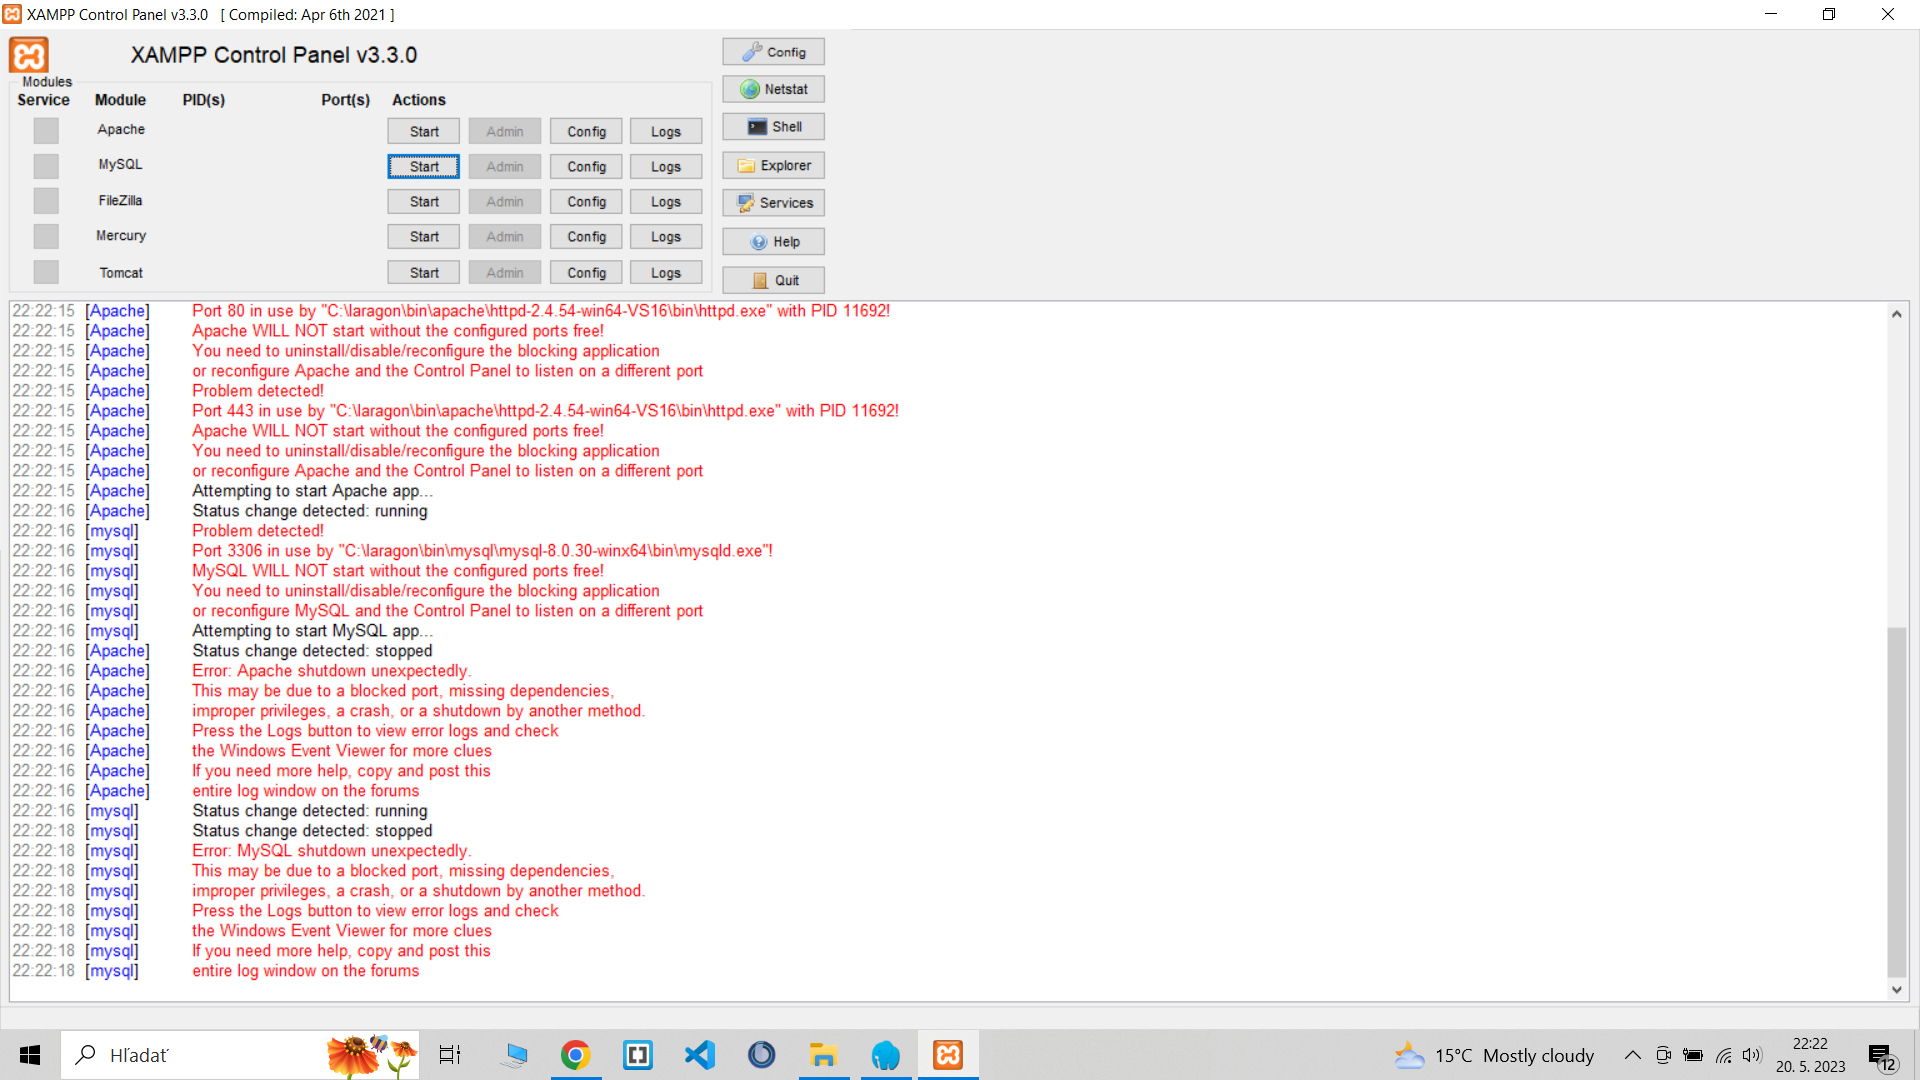 XAMPP Control Panel v3.3.0   [ Compiled: Apr 6th 2021 ]
XAMPP Control Panel v3.3.0
Modules
Service Module PID(s) Port(s) Actions
Apache Start Admin Config Logs
MySQL Start Admin Config Logs
FileZilla Start Admin Config Logs
Mercury Start Admin Config Logs
Tomcat Start Admin Config Logs
Config
Netstat
Shell
Explorer
Services
Help
Quit
22:22:15 [Apache] Port 80 in use by "C:\laragon\bin\apache\httpd-2.4.54-win64-VS16\bin\httpd.exe" with PID 11692!
22:22:15 [Apache] Apache WILL NOT start without the configured ports free!
22:22:15 [Apache] You need to uninstall/disable/reconfigure the blocking application
22:22:15 [Apache] or reconfigure Apache and the Control Panel to listen on a different port
22:22:15 [Apache] Problem detected!
22:22:15 [Apache] Port 443 in use by "C:\laragon\bin\apache\httpd-2.4.54-win64-VS16\bin\httpd.exe" with PID 11692!
22:22:15 [Apache] Apache WILL NOT start without the configured ports free!
22:22:15 [Apache] You need to uninstall/disable/reconfigure the blocking application
22:22:15 [Apache] or reconfigure Apache and the Control Panel to listen on a different port
22:22:15 [Apache] Attempting to start Apache app...
22:22:16 [Apache] Status change detected: running
22:22:16 [mysql] Problem detected!
22:22:16 [mysql] Port 3306 in use by "C:\laragon\bin\mysql\mysql-8.0.30-winx64\bin\mysqld.exe"!
22:22:16 [mysql] MySQL WILL NOT start without the configured ports free!
22:22:16 [mysql] You need to uninstall/disable/reconfigure the blocking application
22:22:16 [mysql] or reconfigure MySQL and the Control Panel to listen on a different port
22:22:16 [mysql] Attempting to start MySQL app...
22:22:16 [Apache] Status change detected: stopped
22:22:16 [Apache] Error: Apache shutdown unexpectedly.
22:22:16 [Apache] This may be due to a blocked port, missing dependencies,
22:22:16 [Apache] improper privileges, a crash, or a shutdown by another method.
22:22:16 [Apache] Press the Logs button to view error logs and check
22:22:16 [Apache] the Windows Event Viewer for more clues
22:22:16 [Apache] If you need more help, copy and post this
22:22:16 [Apache] entire log window on the forums
22:22:16 [mysql] Status change detected: running
22:22:18 [mysql] Status change detected: stopped
22:22:18 [mysql] Error: MySQL shutdown unexpectedly.
22:22:18 [mysql] This may be due to a blocked port, missing dependencies,
22:22:18 [mysql] improper privileges, a crash, or a shutdown by another method.
22:22:18 [mysql] Press the Logs button to view error logs and check
22:22:18 [mysql] the Windows Event Viewer for more clues
22:22:18 [mysql] If you need more help, copy and post this
22:22:18 [mysql] entire log window on the forums
Hľadať
15°C Mostly cloudy
22:22
20. 5. 2023
12